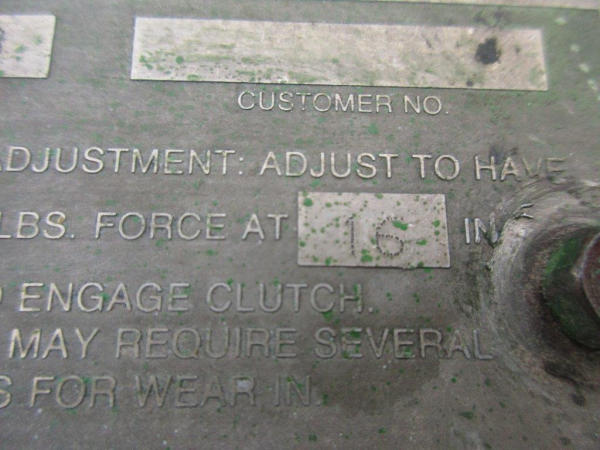 CUSTOMER NO.
ADJUSTMENT: ADJUST TO HAVE
LBS. FORCE AT 16 IN
ENGAGE CLUTCH.
MAY REQUIRE SEVERAL
FOR WEAR IN.